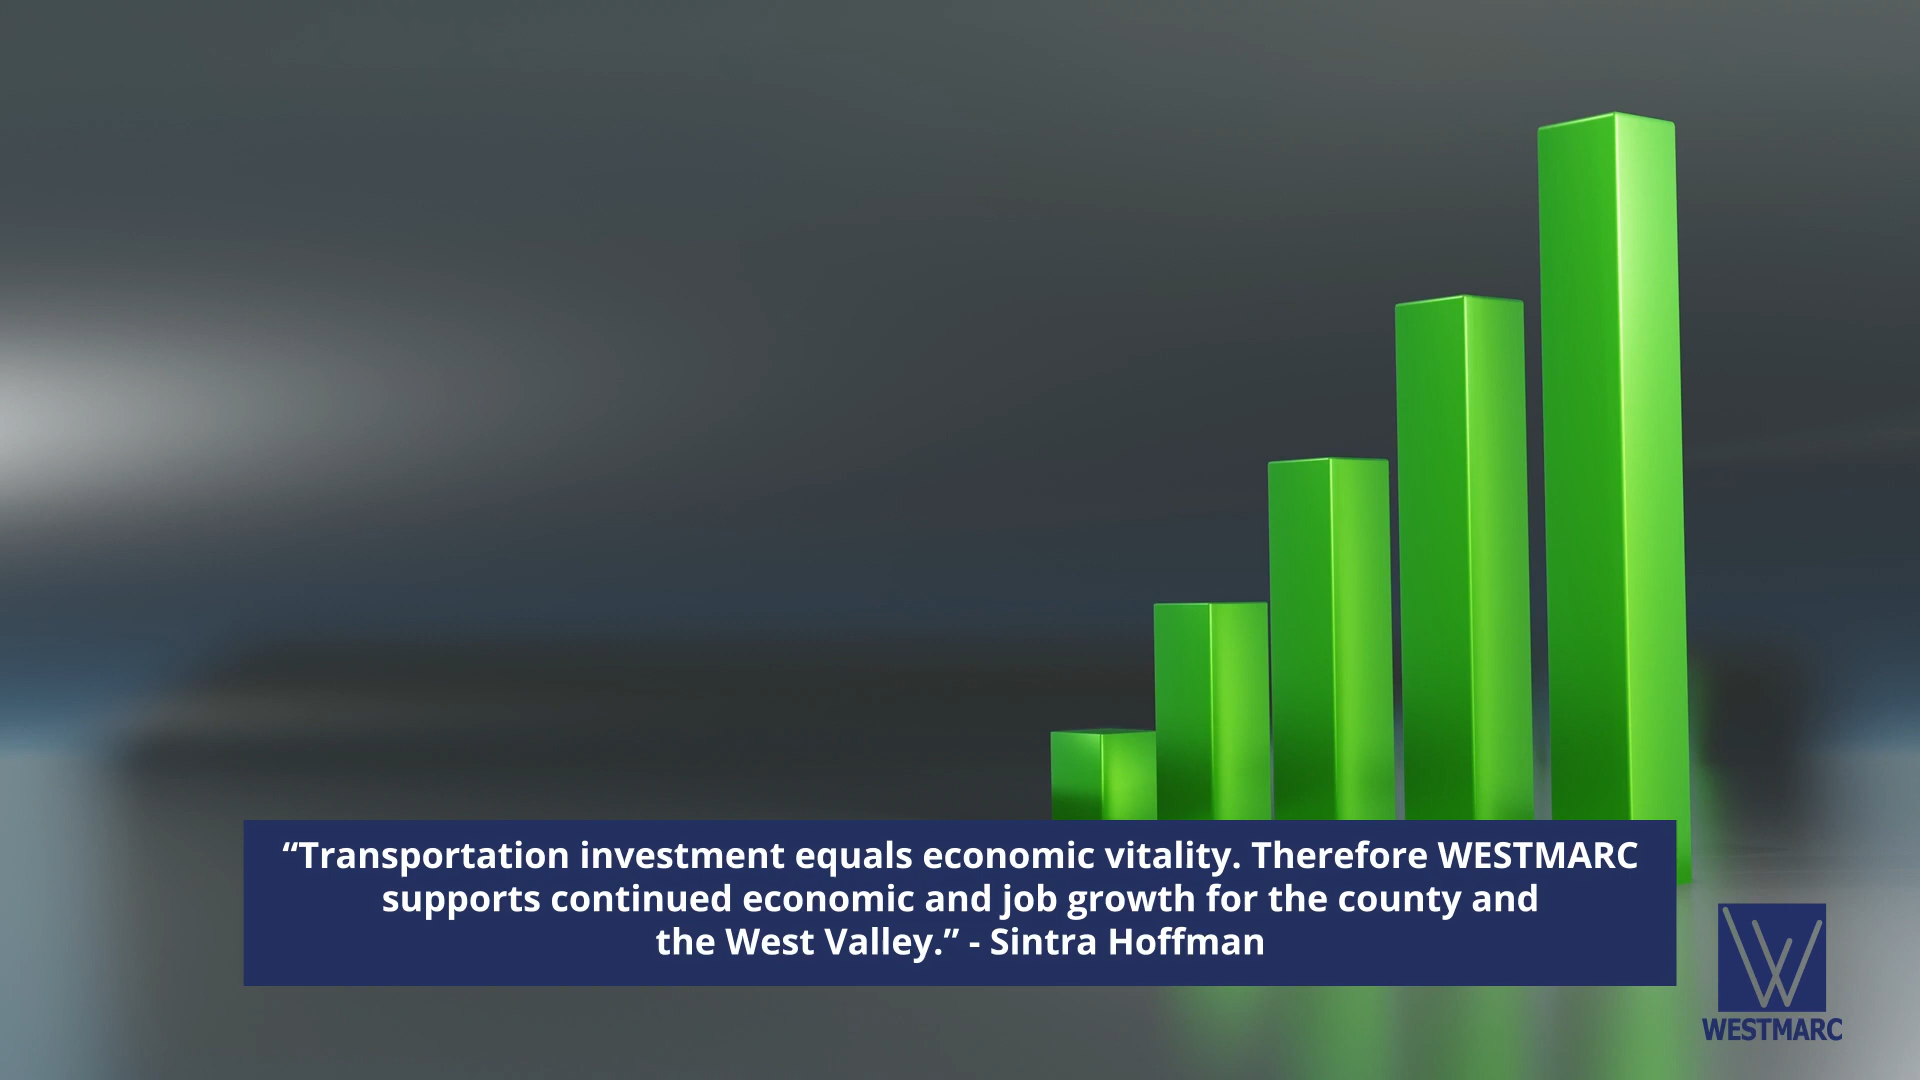 “Transportation investment equals economic vitality. Therefore WESTMARC
supports continued economic and job growth for the county and
the West Valley.” - Sintra Hoffman
WESTMARC